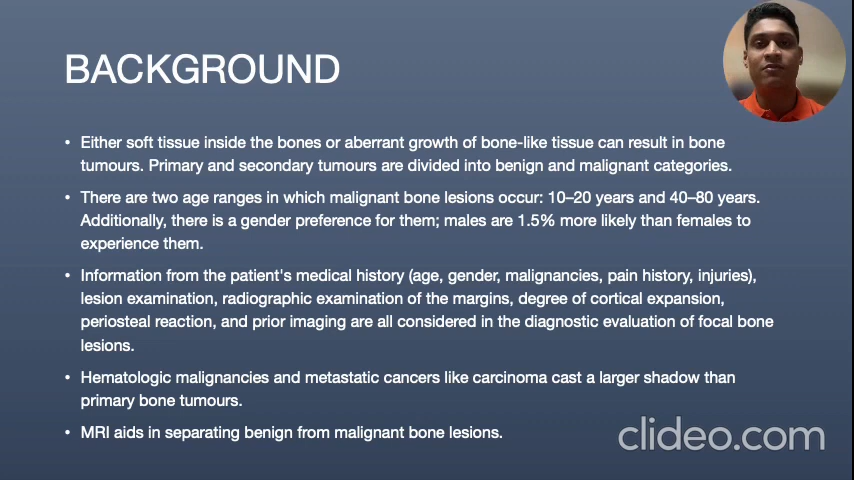 BACKGROUND
• Either soft tissue inside the bones or aberrant growth of bone-like tissue can result in bone
tumours. Primary and secondary tumours are divided into benign and malignant categories.
• There are two age ranges in which malignant bone lesions occur: 10–20 years and 40–80 years.
Additionally, there is a gender preference for them; males are 1.5% more likely than females to
experience them.
• Information from the patient's medical history (age, gender, malignancies, pain history, injuries),
lesion examination, radiographic examination of the margins, degree of cortical expansion,
periosteal reaction, and prior imaging are all considered in the diagnostic evaluation of focal bone
lesions.
• Hematologic malignancies and metastatic cancers like carcinoma cast a larger shadow than
primary bone tumours.
• MRI aids in separating benign from malignant bone lesions.
clideo.com